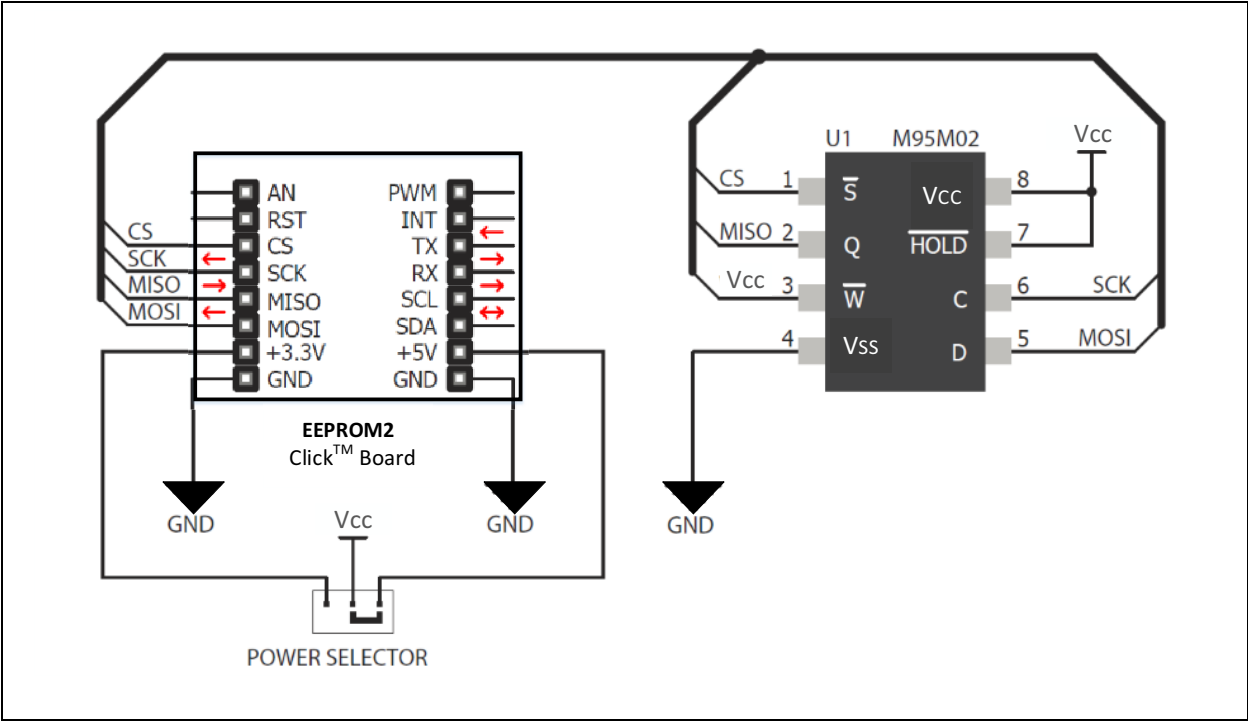 U1 M95M02 Vcc
CS 1 S Vcc 8
MISO 2 Q HOLD 7
Vcc 3 W C 6 SCK
4 Vss D 5 MOSI
GND
AN PWM
RST INT
CS CS TX
SCK SCK RX
MISO MISO SCL
MOSI MOSI SDA
+3.3V +5V
GND GND
EEPROM2
Click™ Board
GND GND
Vcc
POWER SELECTOR